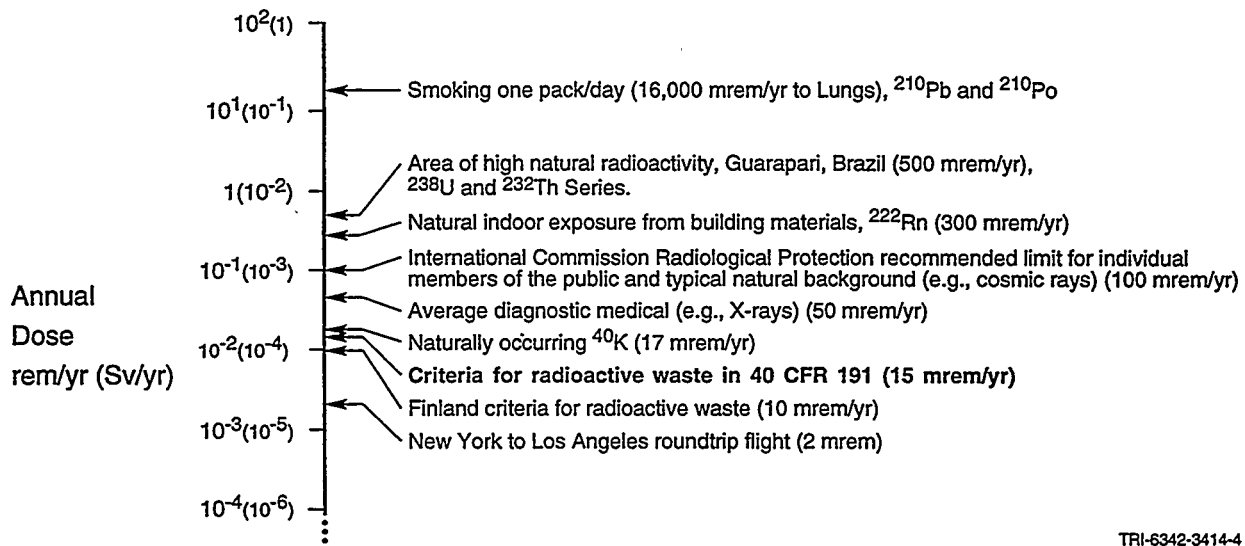 10²(1)
Smoking one pack/day (16,000 mrem/yr to Lungs), ²¹⁰Pb and ²¹⁰Po
10¹(10⁻¹)
Area of high natural radioactivity, Guarapari, Brazil (500 mrem/yr),
²³⁸U and ²³²Th Series.
1(10⁻²)
Natural indoor exposure from building materials, ²²²Rn (300 mrem/yr)
International Commission Radiological Protection recommended limit for individual
members of the public and typical natural background (e.g., cosmic rays) (100 mrem/yr)
10⁻¹(10⁻³)
Annual
Dose
rem/yr (Sv/yr)
Average diagnostic medical (e.g., X-rays) (50 mrem/yr)
Naturally occurring ⁴⁰K (17 mrem/yr)
10⁻²(10⁻⁴)
Criteria for radioactive waste in 40 CFR 191 (15 mrem/yr)
Finland criteria for radioactive waste (10 mrem/yr)
10⁻³(10⁻⁵)
New York to Los Angeles roundtrip flight (2 mrem)
10⁻⁴(10⁻⁶)
TRI-6342-3414-4